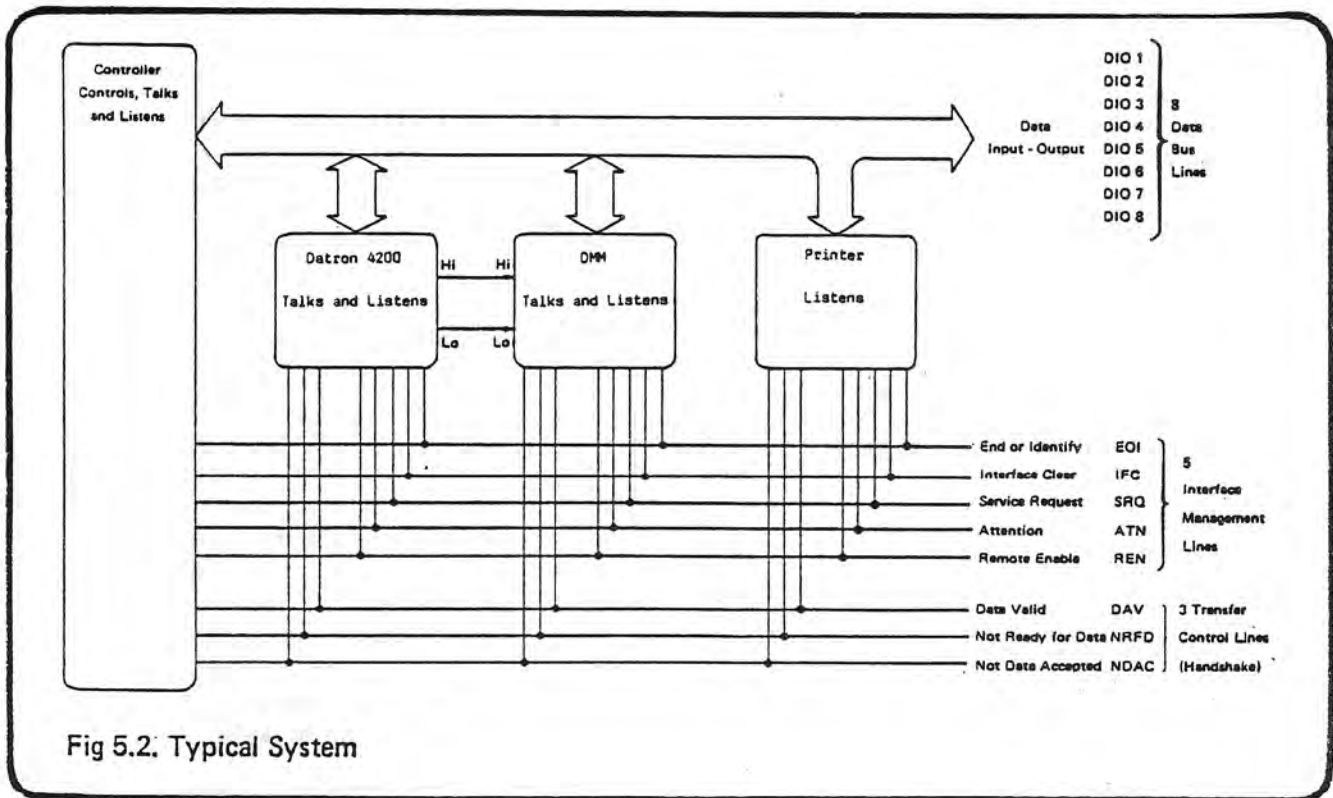 Controller
Controls, Talks
and Listens
Data
Input - Output
DIO 1
DIO 2
DIO 3
DIO 4
DIO 5
DIO 6
DIO 7
DIO 8
8
Data
Bus
Lines
Datron 4200
Talks and Listens
Hi
Hi
Lo
Lo
DMM
Talks and Listens
Printer
Listens
End or Identify EOI
Interface Clear IFC
Service Request SRQ
Attention ATN
Remote Enable REN
5
Interface
Management
Lines
Data Valid DAV
Not Ready for Data NRFD
Not Data Accepted NDAC
3 Transfer
Control Lines
(Handshake)
Fig 5.2. Typical System